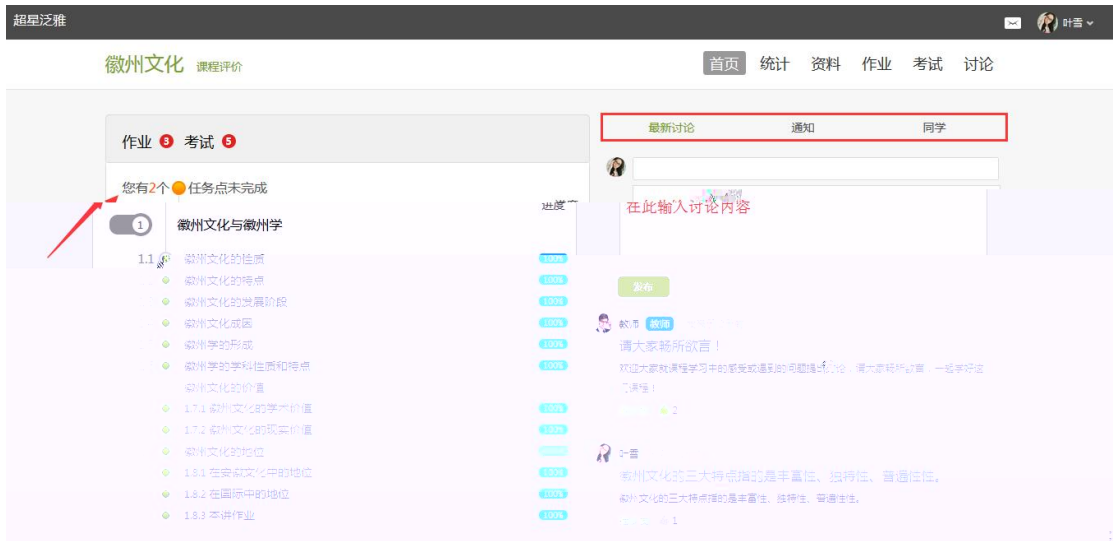 超星泛雅
叶雪
徽州文化 课程评价
首页 统计 资料 作业 考试 讨论
作业 3 考试 5
您有2个任务点未完成
进度
1 徽州文化与徽州学
1.1 徽州文化的性质 100%
徽州文化的特点 100%
徽州文化的发展阶段 100%
徽州文化成因 100%
徽州学的形成 100%
徽州学的学科性质和特点 100%
徽州文化的价值
1.7.1 徽州文化的学术价值 100%
1.7.2 徽州文化的现实价值 100%
徽州文化的地位
1.8.1 在安徽文化中的地位 100%
1.8.2 在国际中的地位 100%
1.8.3 本讲作业 100%
最新讨论 通知 同学
在此输入讨论内容
发布
教师 教师
请大家畅所欲言！
欢迎大家就课程学习中的感受或遇到的问题提出讨论，请大家畅所欲言，一起学好这
门课程！
2
叶雪
徽州文化的三大特点指的是丰富性、独特性、普适性性。
徽州文化的三大特点指的是丰富性、独特性、普适性性。
1